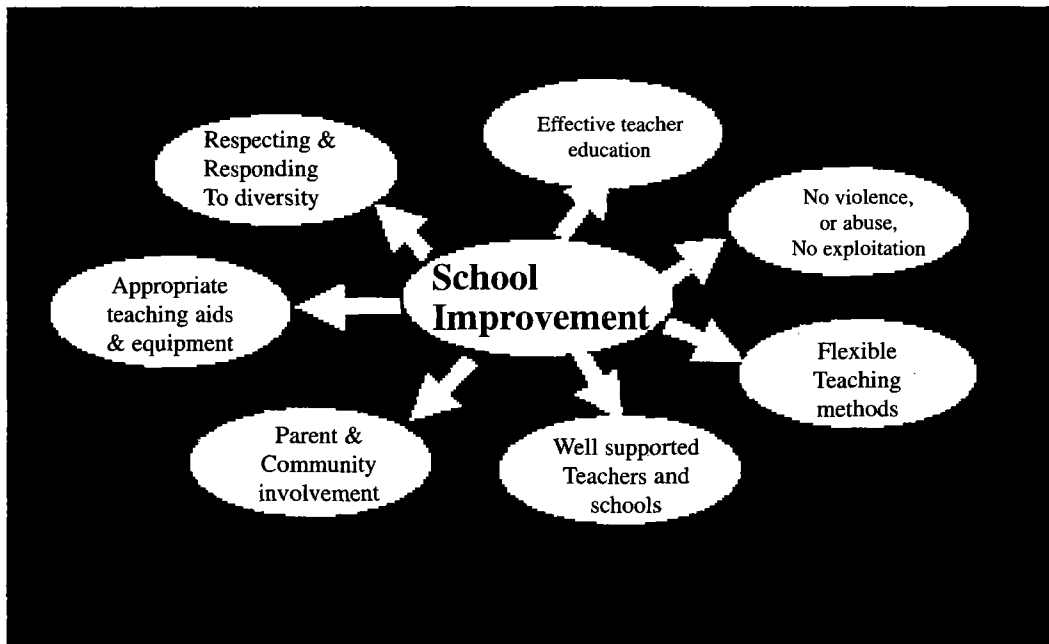 Effective teacher
education
Respecting &
Responding
To diversity
No violence,
or abuse,
No exploitation
School
Improvement
Appropriate
teaching aids
& equipment
Flexible
Teaching
methods
Parent &
Community
involvement
Well supported
Teachers and
schools